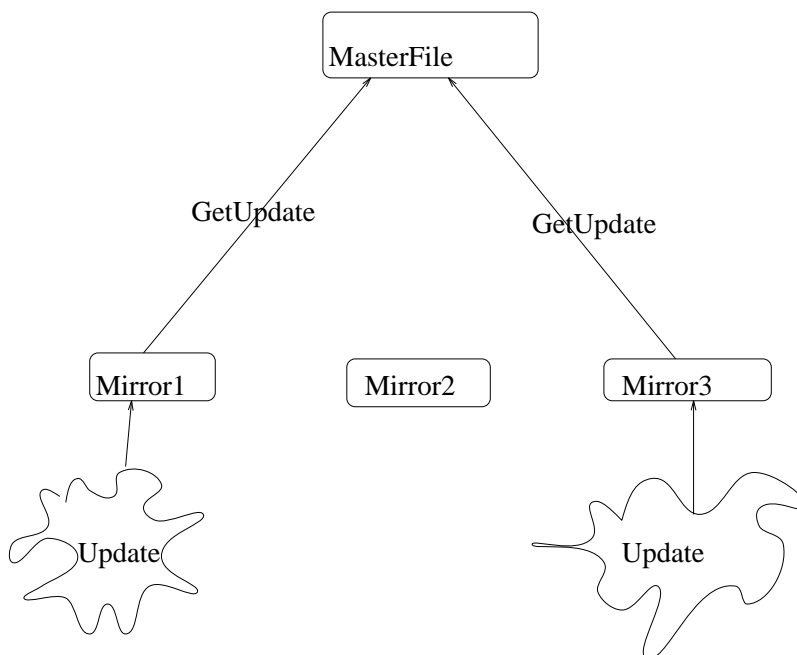 MasterFile
GetUpdate
GetUpdate
Mirror1
Mirror2
Mirror3
Update
Update